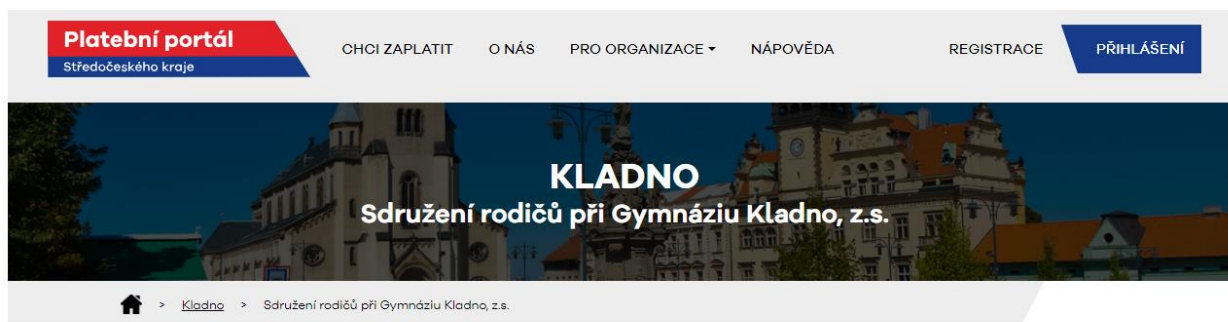 Platební portál
Středočeského kraje
CHCI ZAPLATIT O NÁS PRO ORGANIZACE NÁPOVĚDA REGISTRACE PŘIHLÁŠENÍ
KLADNO
Sdružení rodičů při Gymnáziu Kladno, z.s.
> Kladno > Sdružení rodičů při Gymnáziu Kladno, z.s.